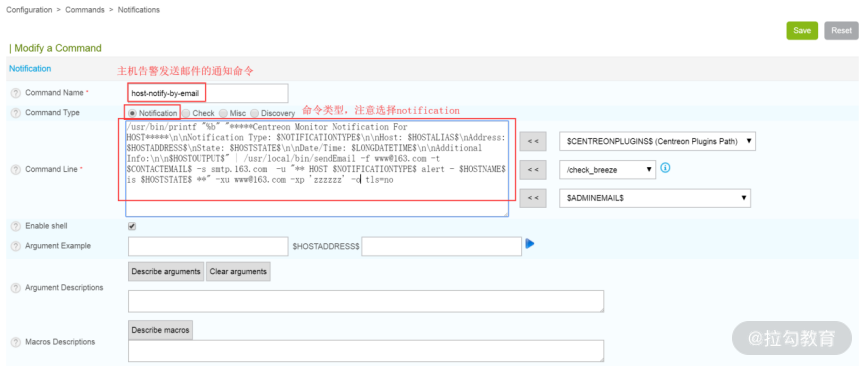 Configuration > Commands > Notifications
Save Reset
| Modify a Command
Notification 主机告警发送邮件的通知命令
? Command Name * host-notify-by-email
? Command Type Notification Check Misc Discovery 命令类型，注意选择notification
/usr/bin/printf "%b" "*****Centreon Monitor Notification For
HOST*****\n\nNotification Type: $NOTIFICATIONTYPE$\n\nHost: $HOSTALIAS$\nAddress:
$HOSTADDRESS$\nState: $HOSTSTATE$\n\nDate/Time: $LONGDATETIME$\n\nAdditional
Info:\n\n$HOSTOUTPUT$" | /usr/local/bin/sendEmail -f www@163.com -t
$CONTACTEMAIL$ -s smtp.163.com -u "** HOST $NOTIFICATIONTYPE$ alert - $HOSTNAME$
is $HOSTSTATE$ **" -xu www@163.com -xp 'zzzzzz' -o tls=no
? Command Line *
<< $CENTREONPLUGINS$ (Centreon Plugins Path)
<< /check_breeze
<< $ADMINEMAIL$
? Enable shell
? Argument Example $HOSTADDRESS$
Describe arguments Clear arguments
? Argument Descriptions
Describe macros
? Macros Descriptions
@拉勾教育